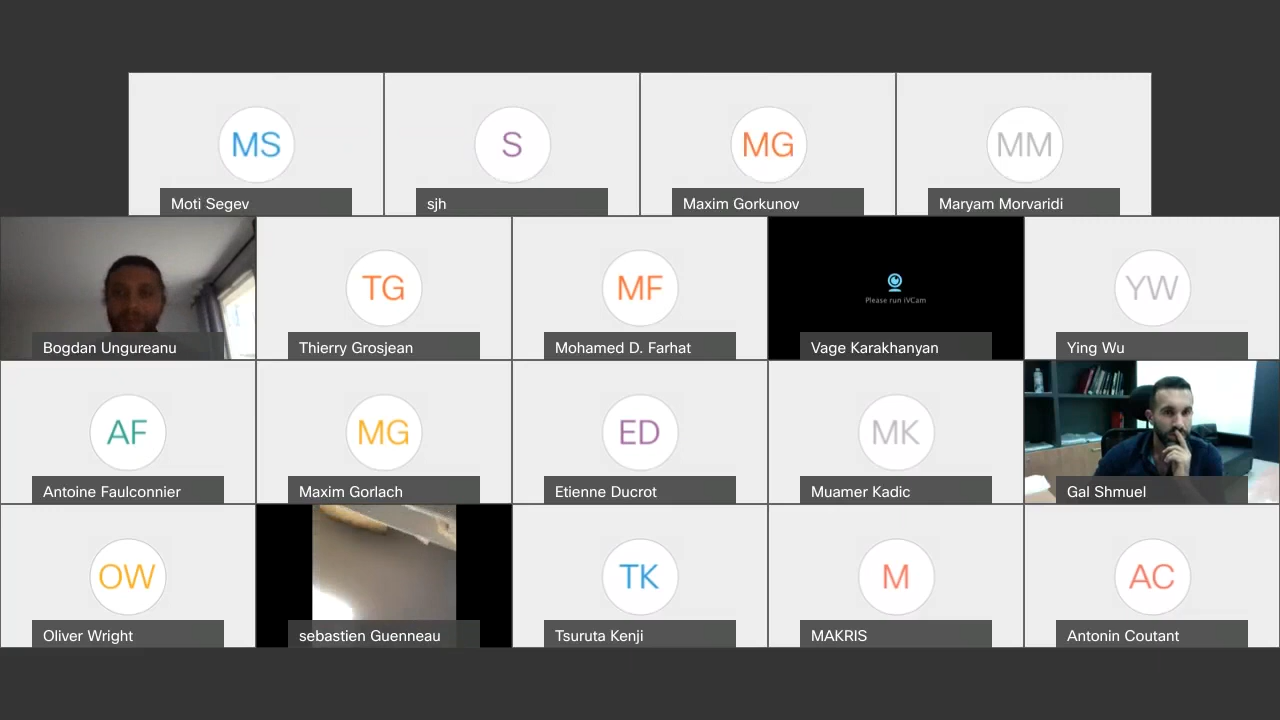 MS
S
MG
MM
Moti Segev
sjh
Maxim Gorkunov
Maryam Morvaridi
TG
MF
Please run iVCam
YW
Bogdan Ungureanu
Thierry Grosjean
Mohamed D. Farhat
Vage Karakhanyan
Ying Wu
AF
MG
ED
MK
Antoine Faulconnier
Maxim Gorlach
Etienne Ducrot
Muamer Kadic
Gal Shmuel
OW
TK
M
AC
Oliver Wright
sebastien Guenneau
Tsuruta Kenji
MAKRIS
Antonin Coutant